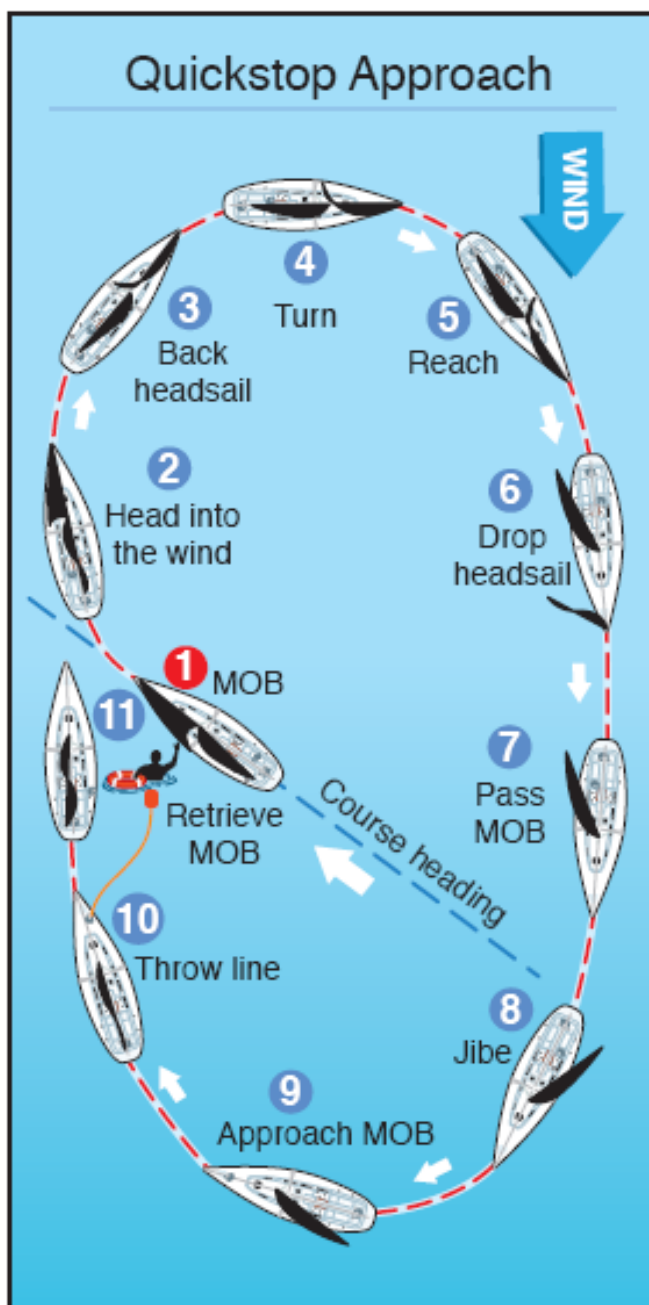 Quickstop Approach
WIND
4
Turn
3
Back
headsail
5
Reach
2
Head into
the wind
6
Drop
headsail
1
MOB
11
Retrieve
MOB
7
Pass
MOB
Course heading
10
Throw line
8
Jibe
9
Approach MOB